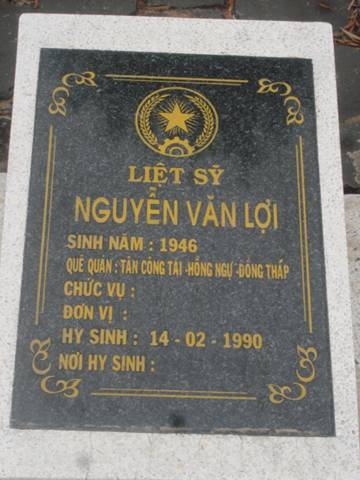 LIỆT SỸ
NGUYỄN VĂN LỢI
SINH NĂM : 1946
QUÊ QUÁN : TÂN CÔNG TÀI -HỒNG NGỰ -ĐỒNG THÁP
CHỨC VỤ :
ĐƠN VỊ :
HY SINH : 14 - 02 - 1990
NƠI HY SINH :